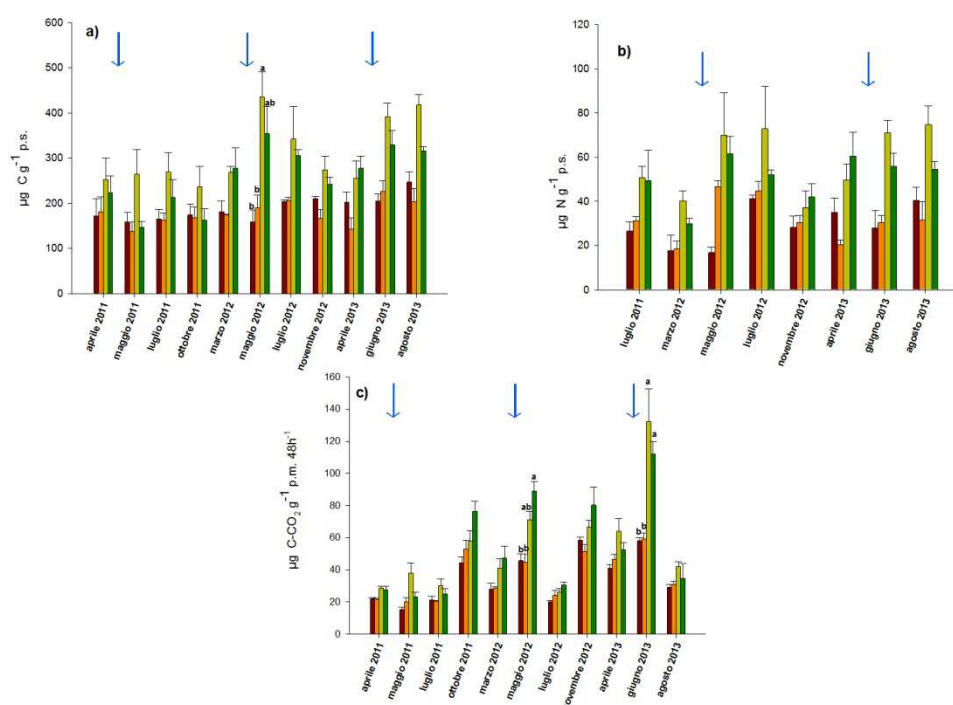 a)
600
500
400
300
200
100
0
µg C g⁻¹ p.s.
a
ab
b
b
aprile 2011
maggio 2011
luglio 2011
ottobre 2011
marzo 2012
maggio 2012
luglio 2012
novembre 2012
aprile 2013
giugno 2013
agosto 2013
b)
120
100
80
60
40
20
0
µg N g⁻¹ p.s.
luglio 2011
marzo 2012
maggio 2012
luglio 2012
novembre 2012
aprile 2013
giugno 2013
agosto 2013
c)
160
140
120
100
80
60
40
20
0
µg C-CO₂ g⁻¹ p.m. 48h⁻¹
a
a
a
ab
bb
b b
aprile 2011
maggio 2011
luglio 2011
ottobre 2011
marzo 2012
maggio 2012
luglio 2012
ovembre 2012
aprile 2013
giugno 2013
agosto 2013